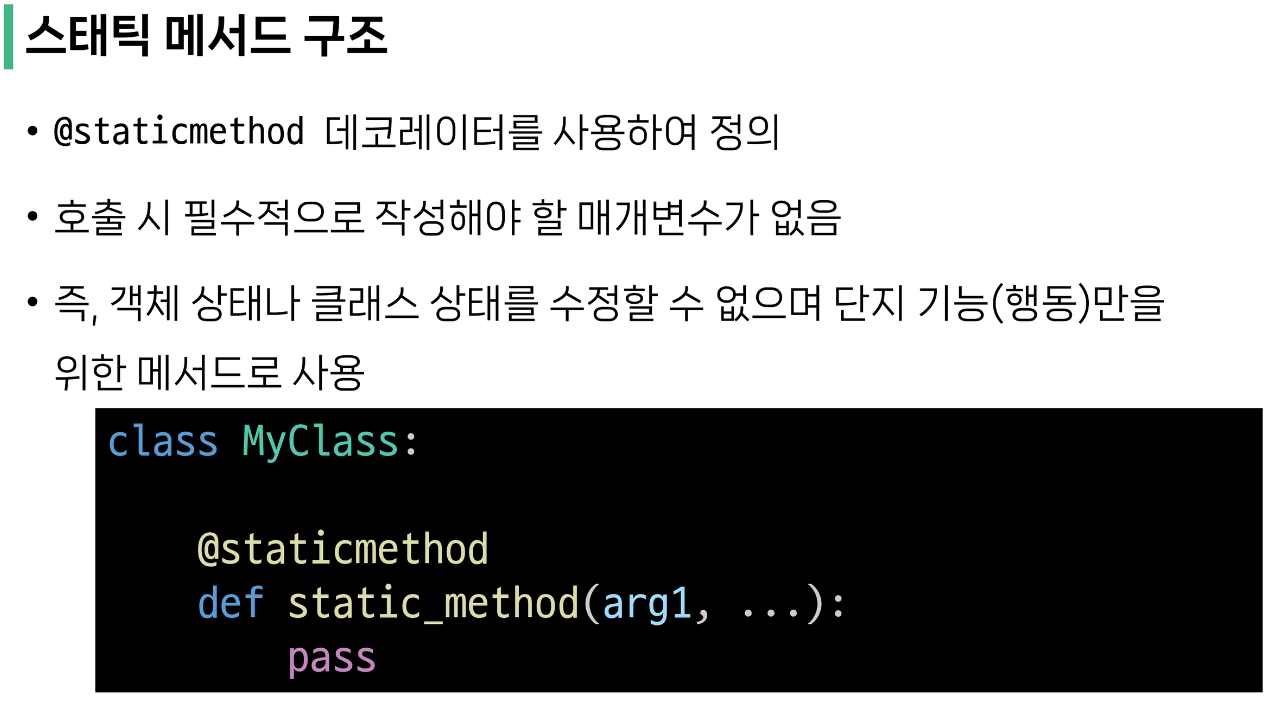 스태틱 메서드 구조
• @staticmethod 데코레이터를 사용하여 정의
• 호출 시 필수적으로 작성해야 할 매개변수가 없음
• 즉, 객체 상태나 클래스 상태를 수정할 수 없으며 단지 기능(행동)만을
위한 메서드로 사용
class MyClass:
    @staticmethod
    def static_method(arg1, ...):
        pass